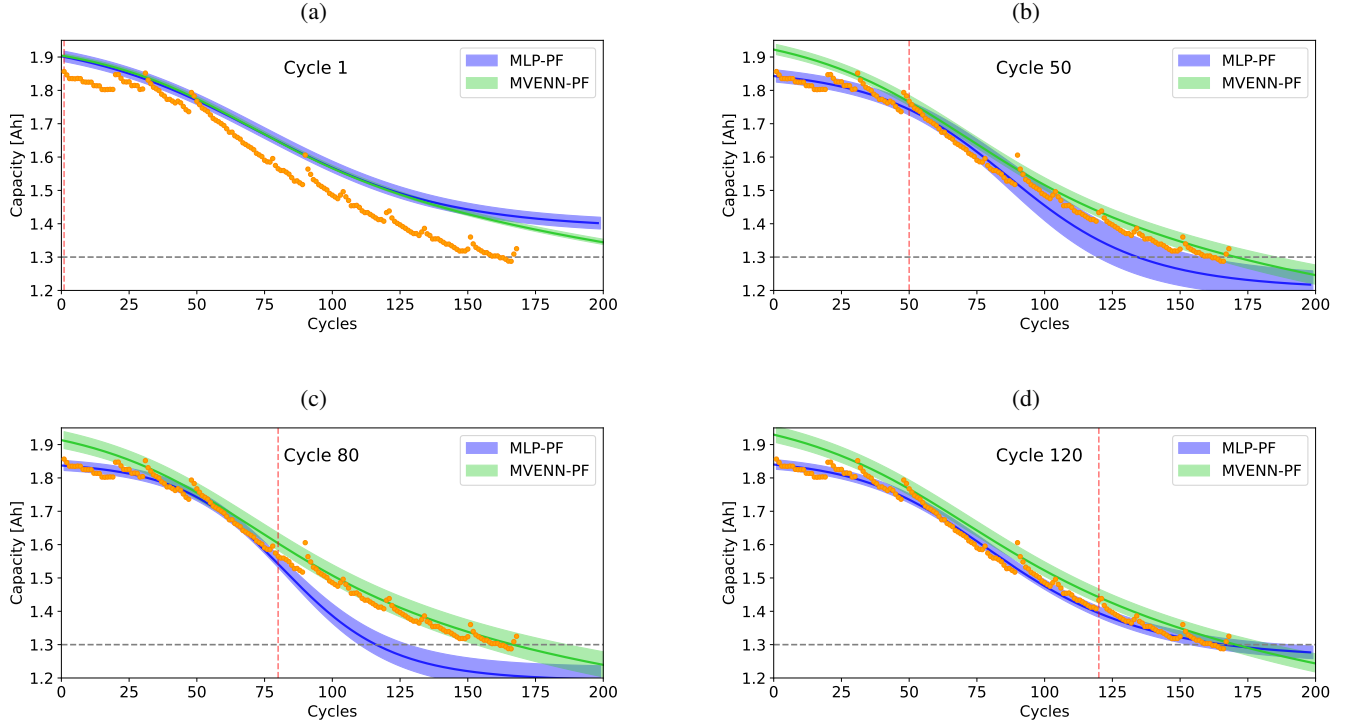 (a)
Capacity [Ah]
1.9
1.8
1.7
1.6
1.5
1.4
1.3
1.2
Cycle 1
MLP-PF
MVENN-PF
0 25 50 75 100 125 150 175 200
Cycles
(b)
Capacity [Ah]
1.9
1.8
1.7
1.6
1.5
1.4
1.3
1.2
Cycle 50
MLP-PF
MVENN-PF
0 25 50 75 100 125 150 175 200
Cycles
(c)
Capacity [Ah]
1.9
1.8
1.7
1.6
1.5
1.4
1.3
1.2
Cycle 80
MLP-PF
MVENN-PF
0 25 50 75 100 125 150 175 200
Cycles
(d)
Capacity [Ah]
1.9
1.8
1.7
1.6
1.5
1.4
1.3
1.2
Cycle 120
MLP-PF
MVENN-PF
0 25 50 75 100 125 150 175 200
Cycles